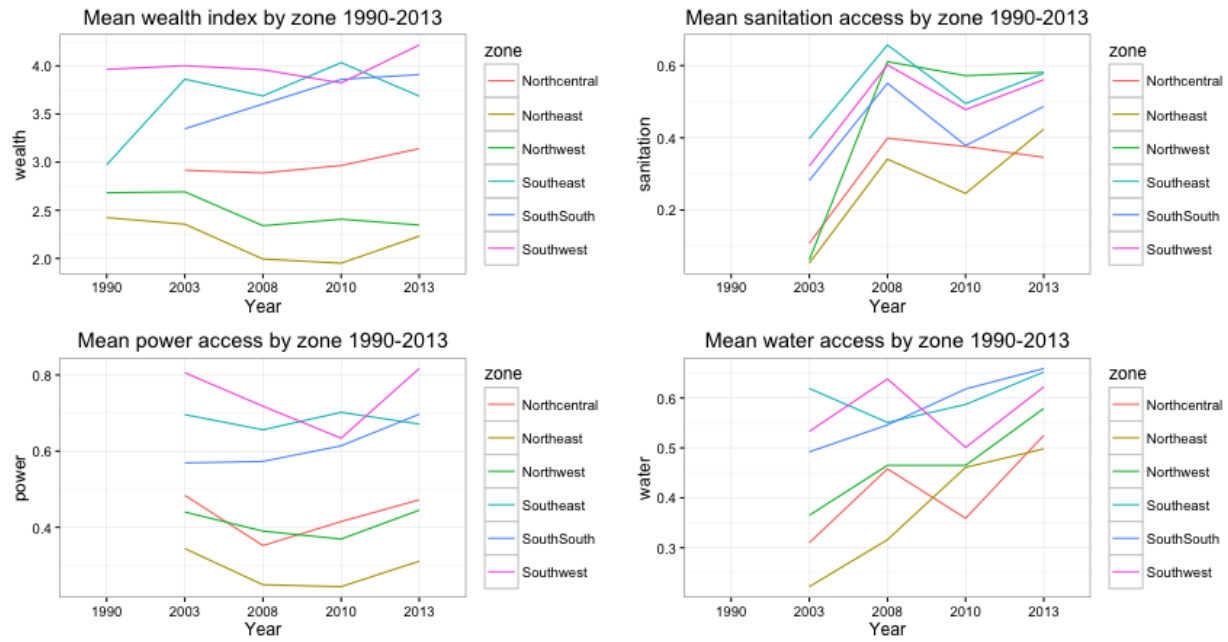 Mean wealth index by zone 1990-2013
wealth
4.0
3.5
3.0
2.5
2.0
1990 2003 2008 2010 2013
Year
zone
Northcentral
Northeast
Northwest
Southeast
SouthSouth
Southwest
Mean sanitation access by zone 1990-2013
sanitation
0.6
0.4
0.2
1990 2003 2008 2010 2013
Year
zone
Northcentral
Northeast
Northwest
Southeast
SouthSouth
Southwest
Mean power access by zone 1990-2013
power
0.8
0.6
0.4
1990 2003 2008 2010 2013
Year
zone
Northcentral
Northeast
Northwest
Southeast
SouthSouth
Southwest
Mean water access by zone 1990-2013
water
0.6
0.5
0.4
0.3
1990 2003 2008 2010 2013
Year
zone
Northcentral
Northeast
Northwest
Southeast
SouthSouth
Southwest